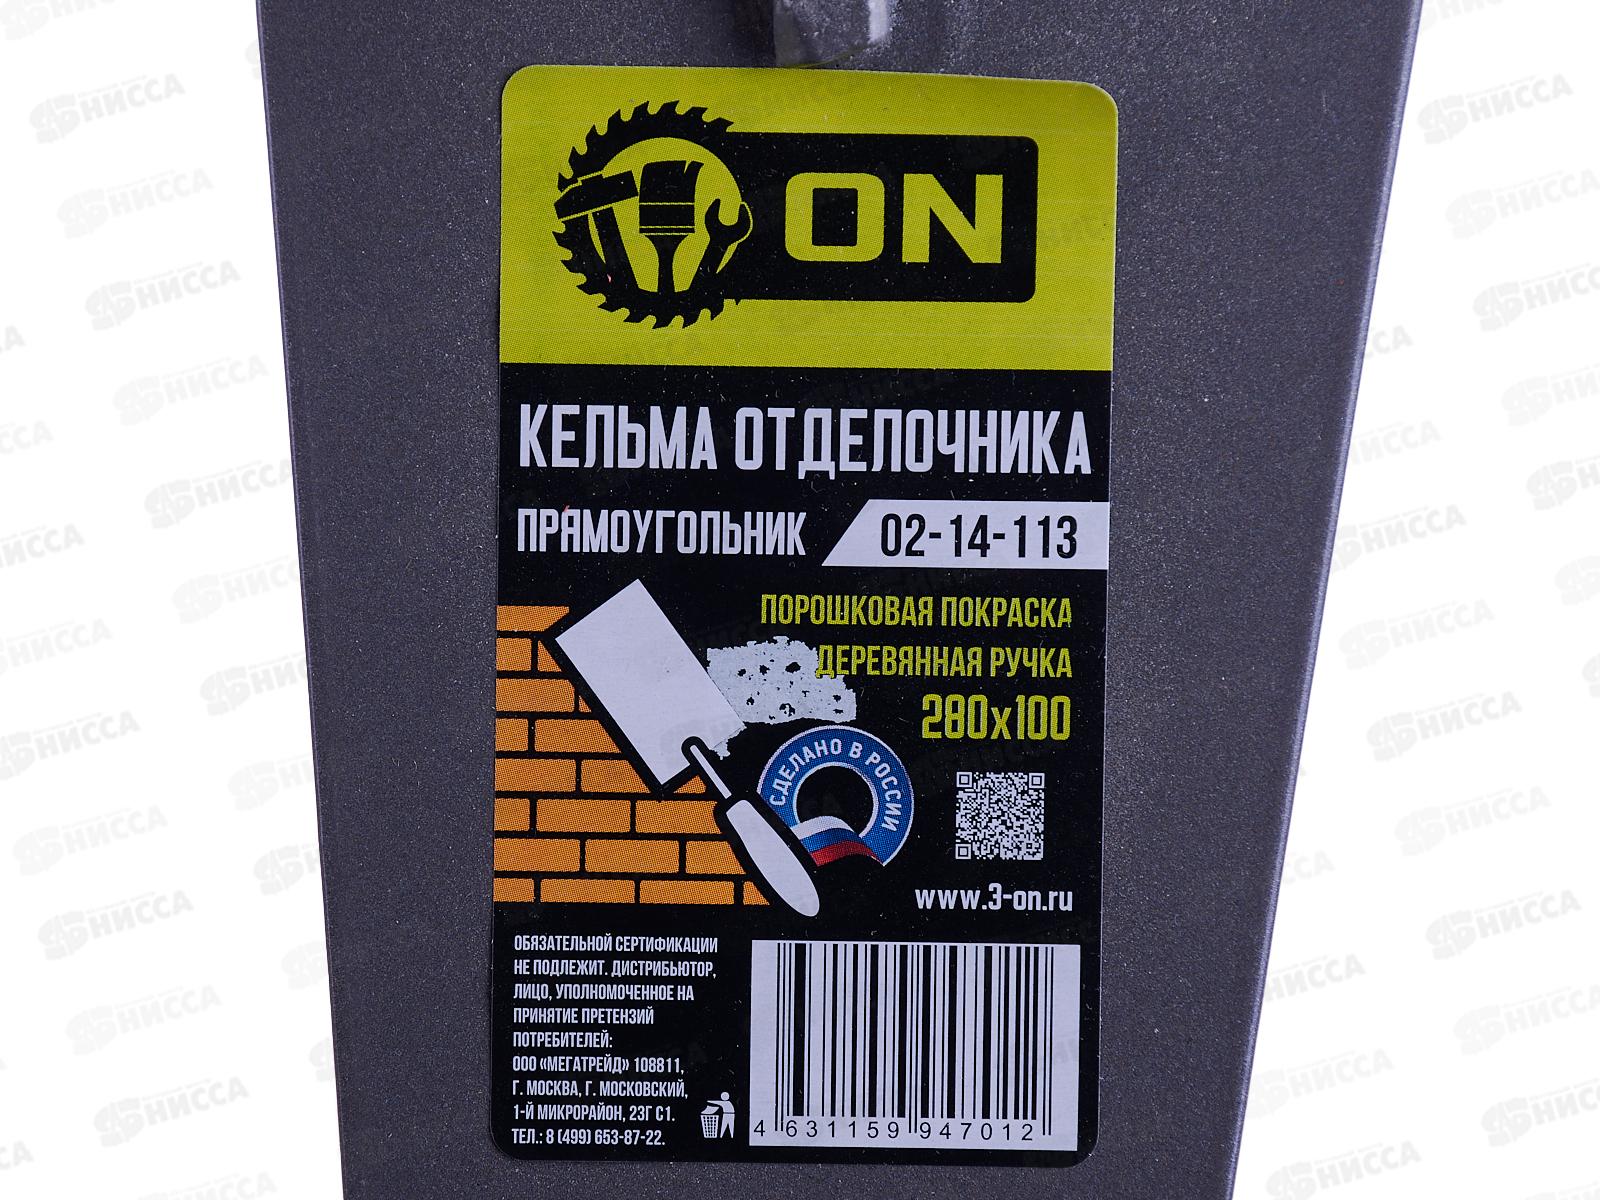 ON
КЕЛЬМА ОТДЕЛОЧНИКА
ПРЯМОУГОЛЬНИК
02-14-113
ПОРОШКОВАЯ ПОКРАСКА
ДЕРЕВЯННАЯ РУЧКА
280х100
СДЕЛАНО В РОССИИ
www.3-on.ru
ОБЯЗАТЕЛЬНОЙ СЕРТИФИКАЦИИ
НЕ ПОДЛЕЖИТ. ДИСТРИБЬЮТОР,
ЛИЦО, УПОЛНОМОЧЕННОЕ НА
ПРИНЯТИЕ ПРЕТЕНЗИЙ
ПОТРЕБИТЕЛЕЙ:
ООО «МЕГАТРЕЙД» 108811,
Г. МОСКВА, Г. МОСКОВСКИЙ,
1-Й МИКРОРАЙОН, 23Г С1.
ТЕЛ.: 8 (499) 653-87-22.
4 631159 947012
НИССА